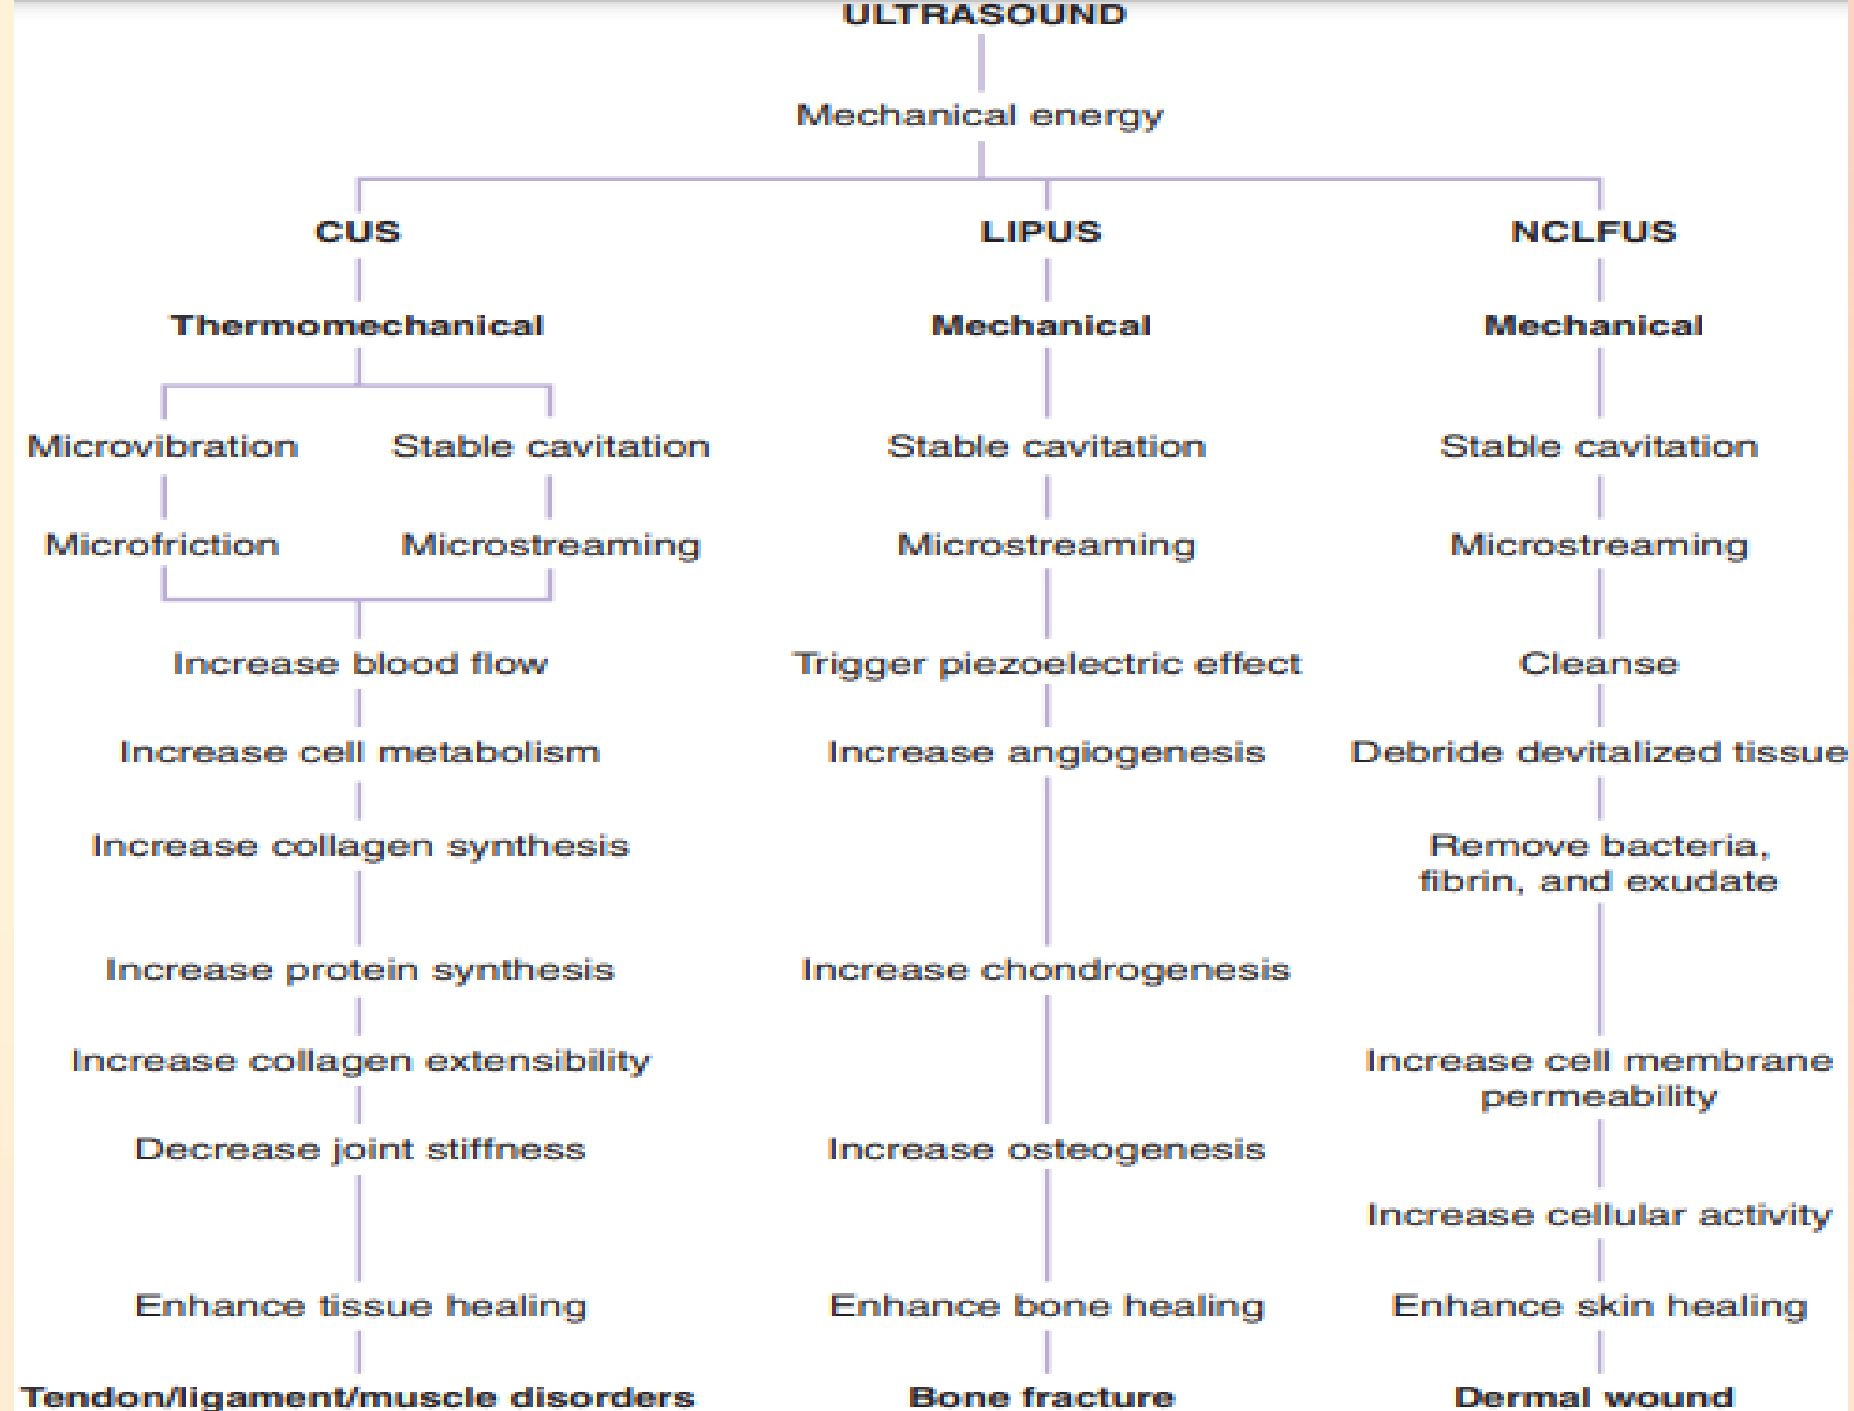 ULTRASOUND
Mechanical energy
CUS
LIPUS
NCLFUS
Thermomechanical
Mechanical
Mechanical
Microvibration
Stable cavitation
Stable cavitation
Stable cavitation
Microfriction
Microstreaming
Microstreaming
Microstreaming
Increase blood flow
Trigger piezoelectric effect
Cleanse
Increase cell metabolism
Increase angiogenesis
Debride devitalized tissue
Increase collagen synthesis
Remove bacteria,
fibrin, and exudate
Increase protein synthesis
Increase chondrogenesis
Increase collagen extensibility
Increase cell membrane
permeability
Decrease joint stiffness
Increase osteogenesis
Increase cellular activity
Enhance tissue healing
Enhance bone healing
Enhance skin healing
Tendon/ligament/muscle disorders
Bone fracture
Dermal wound